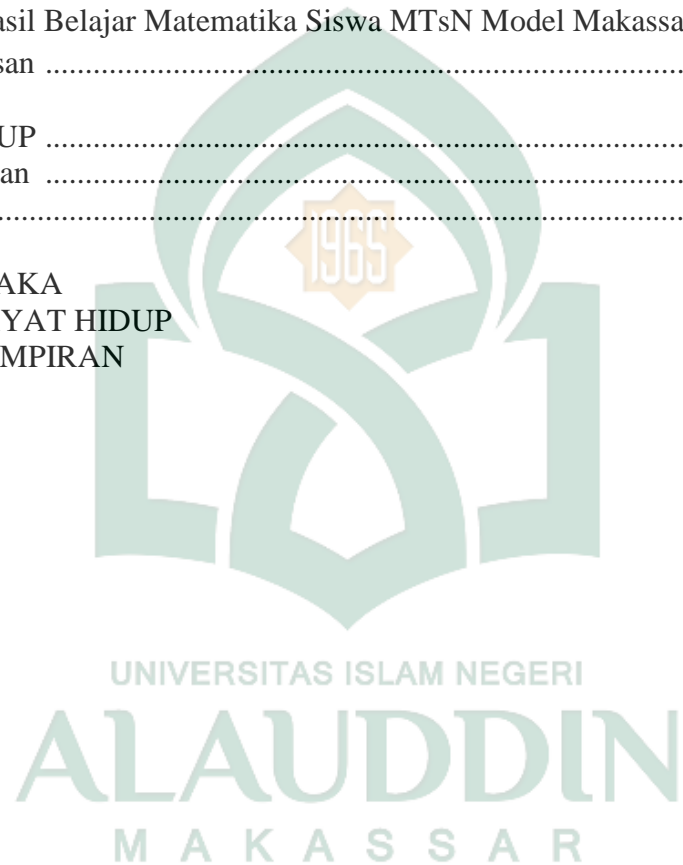 asil Belajar Matematika Siswa MTsN Model Makassa
san ....................................................................................
UP ....................................................................................
an ....................................................................................
....................................................................................
1965
AKA
YAT HIDUP
MPIRAN
UNIVERSITAS ISLAM NEGERI
ALAUDDIN
MAKASSAR